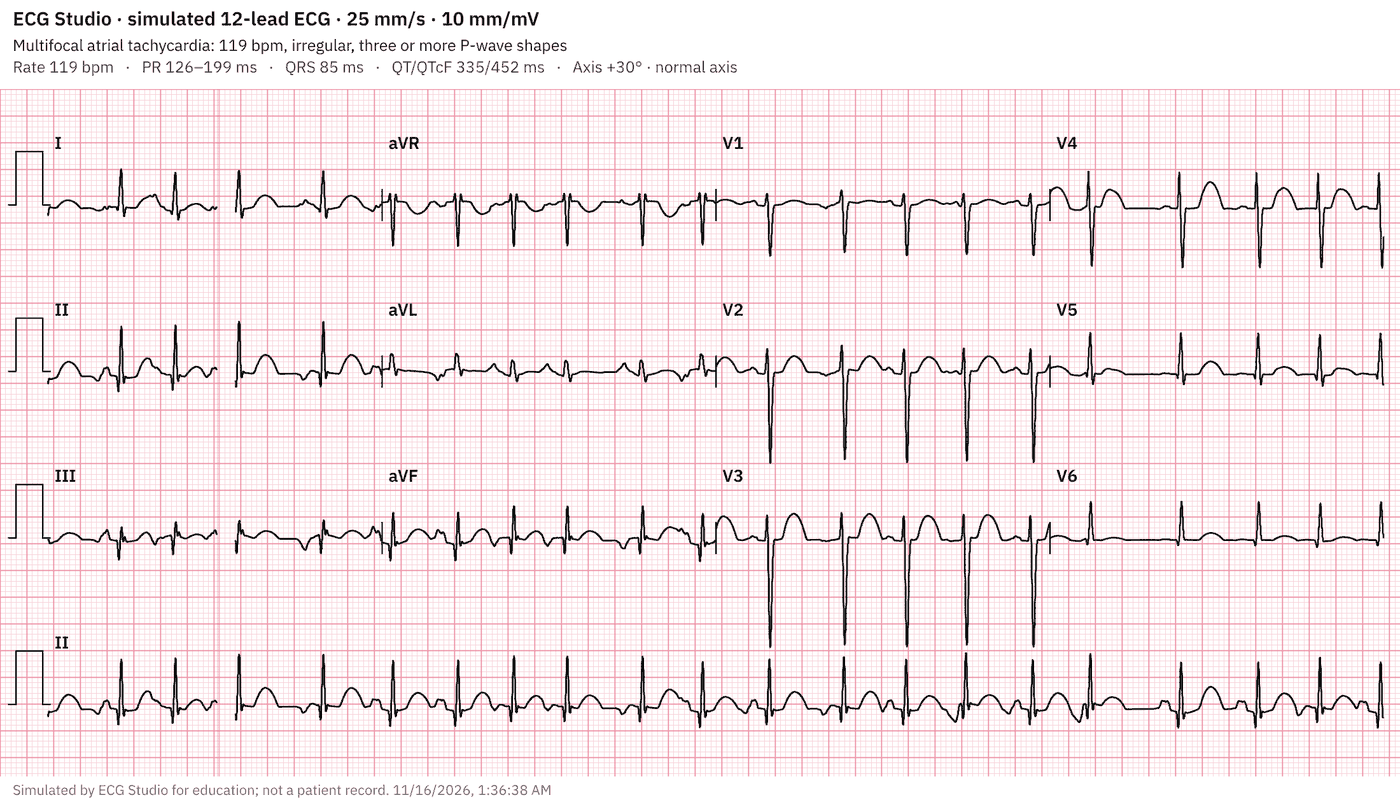 ECG Studio · simulated 12-lead ECG · 25 mm/s · 10 mm/mV
Multifocal atrial tachycardia: 119 bpm, irregular, three or more P-wave shapes
Rate 119 bpm · PR 126–199 ms · QRS 85 ms · QT/QTcF 335/452 ms · Axis +30° · normal axis
I aVR V1 V4
II aVL V2 V5
III aVF V3 V6
II
Simulated by ECG Studio for education; not a patient record. 11/16/2026, 1:36:38 AM